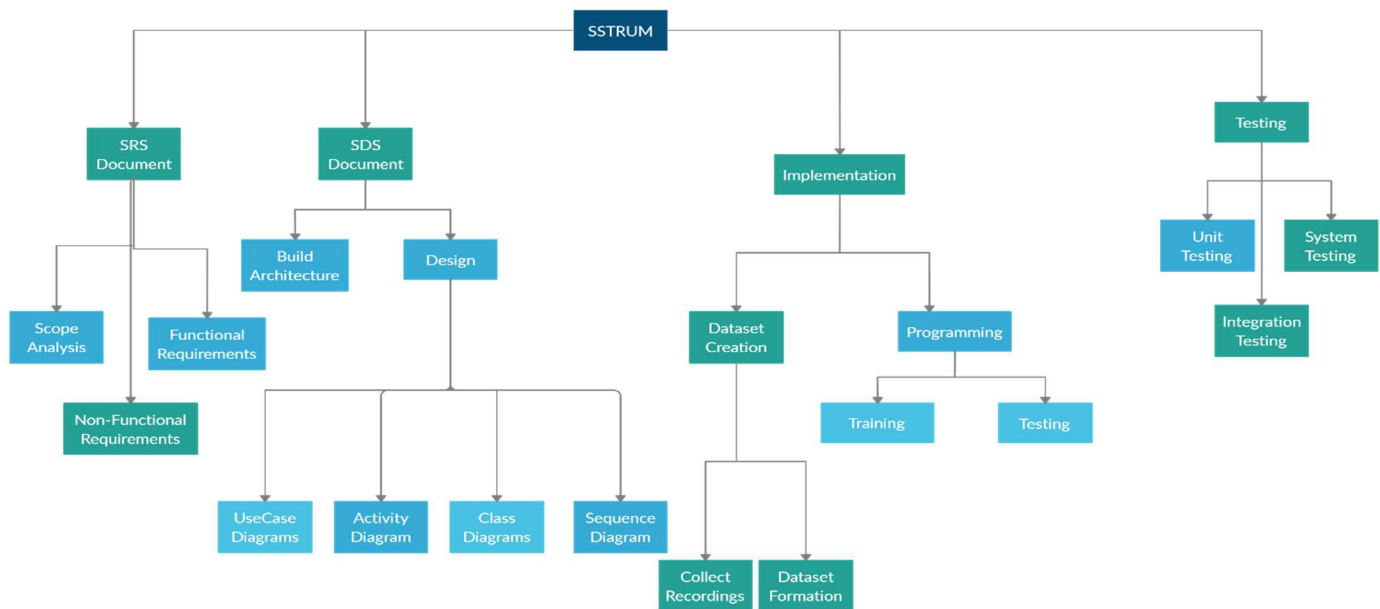 SSTRUM
SRS
Document
SDS
Document
Implementation
Testing
Build
Architecture
Design
Unit
Testing
System
Testing
Scope
Analysis
Functional
Requirements
Dataset
Creation
Programming
Integration
Testing
Non-Functional
Requirements
Training
Testing
UseCase
Diagrams
Activity
Diagram
Class
Diagrams
Sequence
Diagram
Collect
Recordings
Dataset
Formation